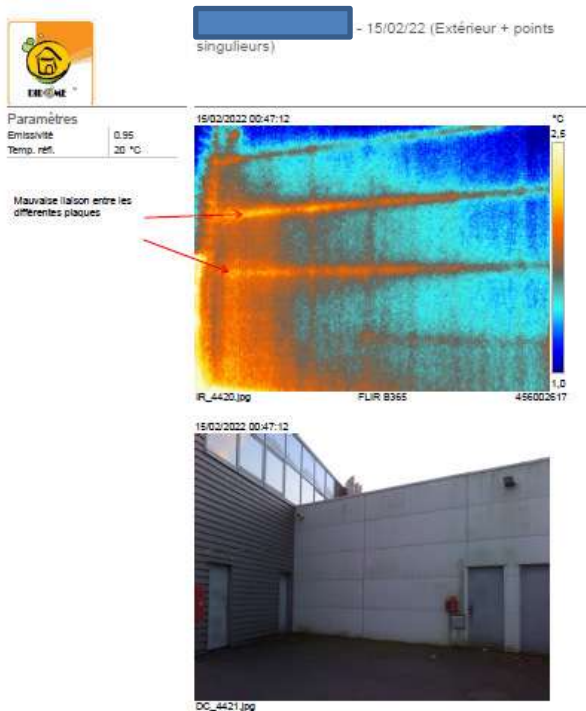 - 15/02/22 (Extérieur + points
singulieurs)
DIROME
Paramètres
Emissivité 0.95
Temp. réfl. 20 °C
15/02/2022 00:47:12
°C
2,5
Mauvaise liaison entre les
différentes plaques
1,0
IR_4420.jpg FLIR B365 456002617
15/02/2022 00:47:12
DC_4421.jpg